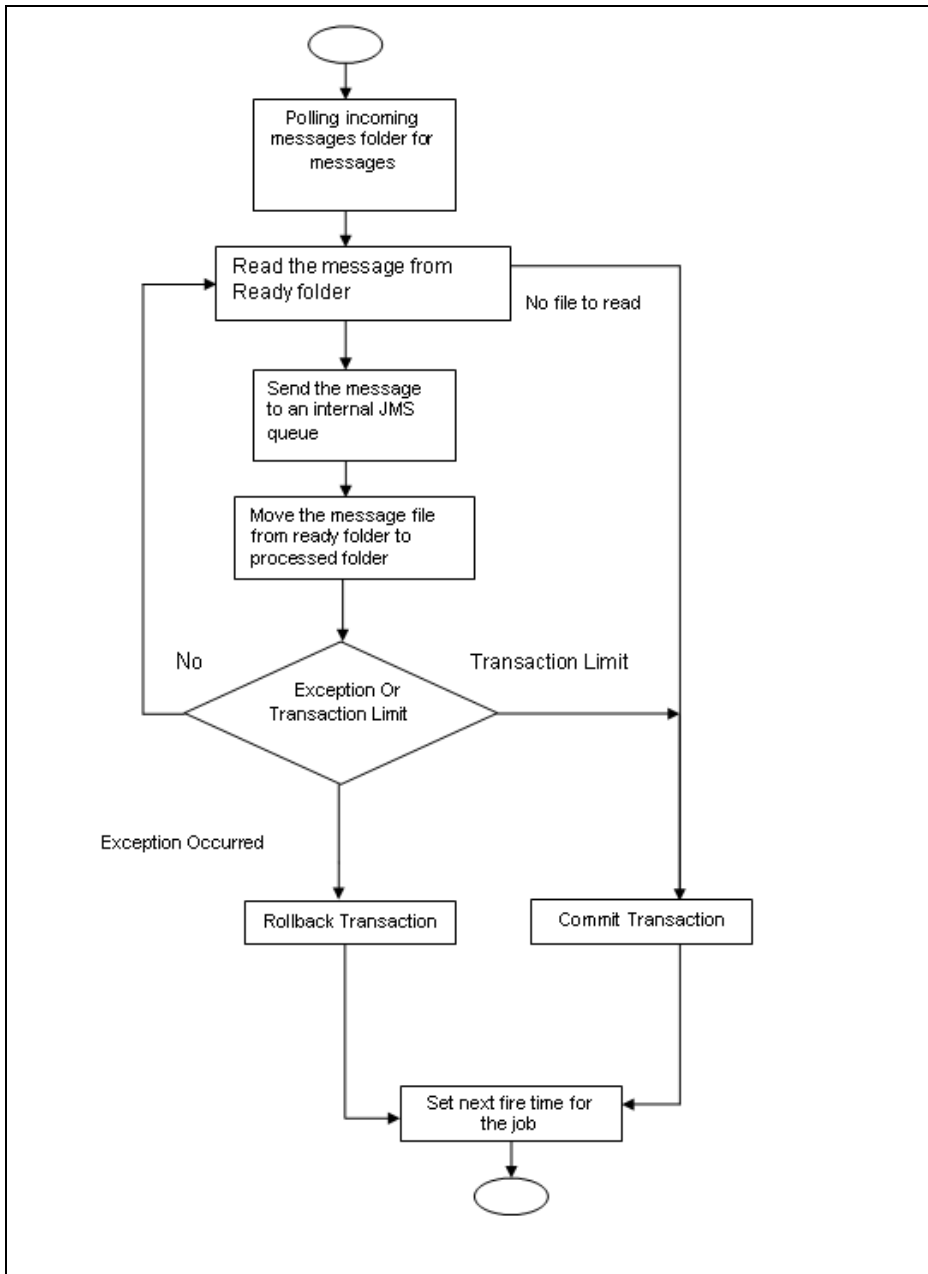 Polling incoming
messages folder for
messages
Read the message from
Ready folder
No file to read
Send the message
to an internal JMS
queue
Move the message file
from ready folder to
processed folder
No
Transaction Limit
Exception Or
Transaction Limit
Exception Occurred
Rollback Transaction
Commit Transaction
Set next fire time for
the job